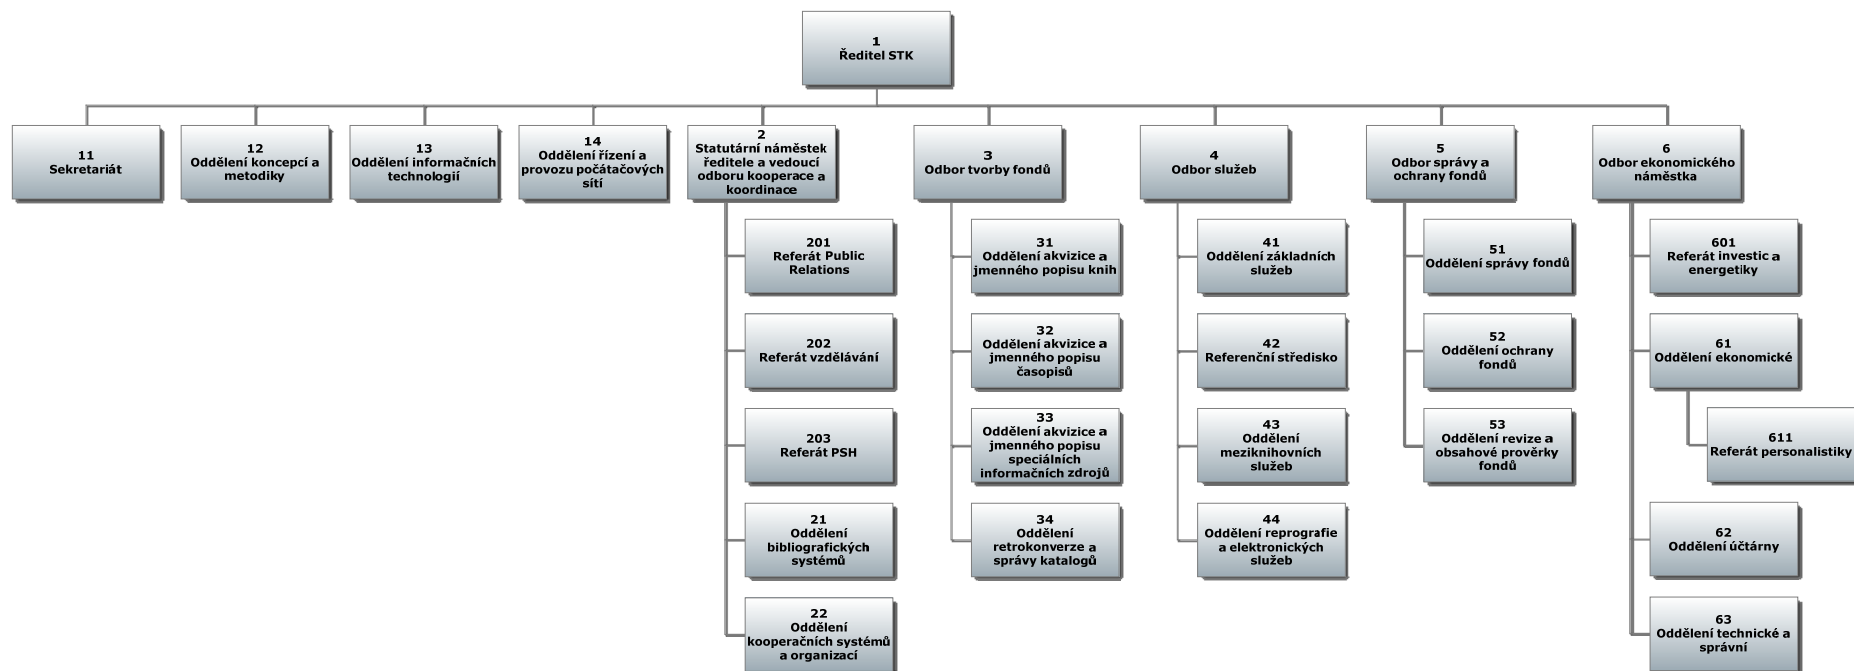 1
Ředitel STK
11
Sekretariát
12
Oddělení koncepcí a
metodiky
13
Oddělení informačních
technologií
14
Oddělení řízení a
provozu počátačových
sítí
2
Statutární náměstek
ředitele a vedoucí
odboru kooperace a
koordinace
3
Odbor tvorby fondů
4
Odbor služeb
5
Odbor správy a
ochrany fondů
6
Odbor ekonomického
náměstka
201
Referát Public
Relations
202
Referát vzdělávání
203
Referát PSH
21
Oddělení
bibliografických
systémů
22
Oddělení
kooperačních systémů
a organizací
31
Oddělení akvizice a
jmenného popisu knih
32
Oddělení akvizice a
jmenného popisu
časopisů
33
Oddělení akvizice a
jmenného popisu
speciálních
informačních zdrojů
34
Oddělení
retrokonverze a
správy katalogů
41
Oddělení základních
služeb
42
Referenční středisko
43
Oddělení
meziknihovních
služeb
44
Oddělení reprografie
a elektronických
služeb
51
Oddělení správy fondů
52
Oddělení ochrany
fondů
53
Oddělení revize a
obsahové prověrky
fondů
601
Referát investic a
energetiky
61
Oddělení ekonomické
611
Referát personalistiky
62
Oddělení účtárny
63
Oddělení technické a
správní